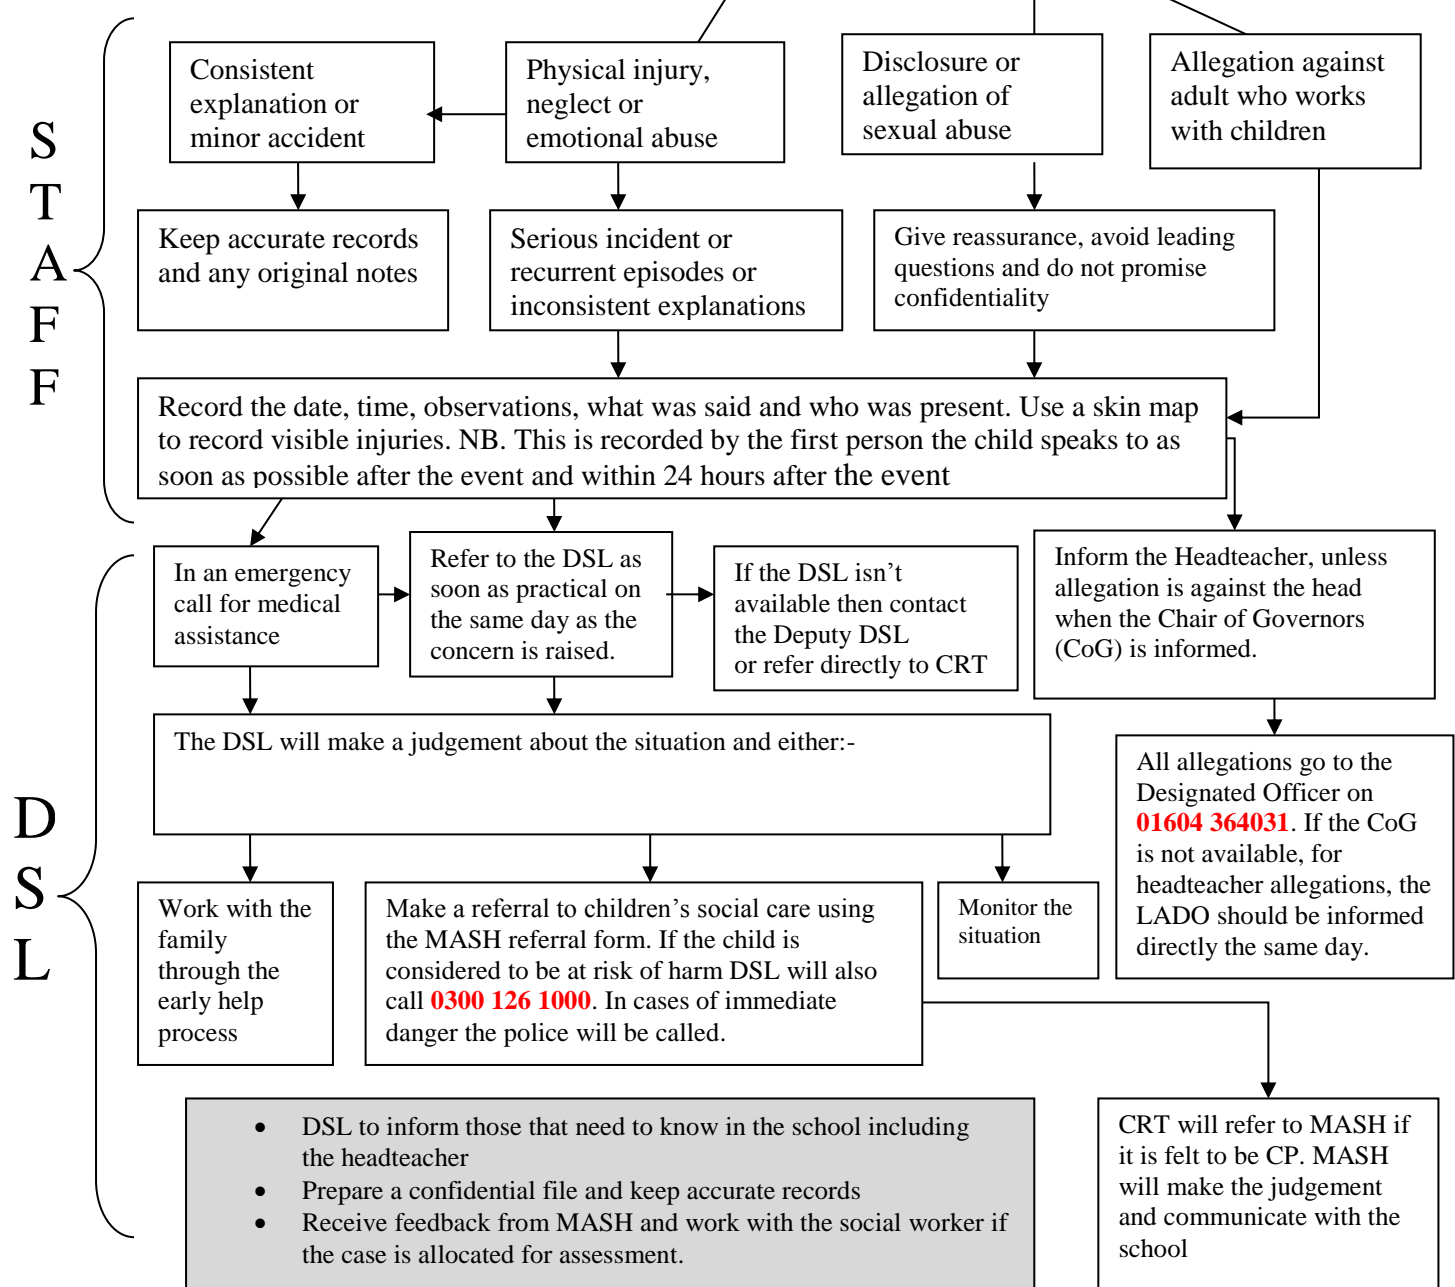 S
T
A
F
F
Consistent
explanation or
minor accident
Physical injury,
neglect or
emotional abuse
Disclosure or
allegation of
sexual abuse
Allegation against
adult who works
with children
Keep accurate records
and any original notes
Serious incident or
recurrent episodes or
inconsistent explanations
Give reassurance, avoid leading
questions and do not promise
confidentiality
Record the date, time, observations, what was said and who was present. Use a skin map
to record visible injuries. NB. This is recorded by the first person the child speaks to as
soon as possible after the event and within 24 hours after the event
D
S
L
In an emergency
call for medical
assistance
Refer to the DSL as
soon as practical on
the same day as the
concern is raised.
If the DSL isn't
available then contact
the Deputy DSL
or refer directly to CRT
Inform the Headteacher, unless
allegation is against the head
when the Chair of Governors
(CoG) is informed.
The DSL will make a judgement about the situation and either:-
All allegations go to the
Designated Officer on
01604 364031. If the CoG
is not available, for
headteacher allegations, the
LADO should be informed
directly the same day.
Work with the
family
through the
early help
process
Make a referral to children's social care using
the MASH referral form. If the child is
considered to be at risk of harm DSL will also
call 0300 126 1000. In cases of immediate
danger the police will be called.
Monitor the
situation
• DSL to inform those that need to know in the school including
the headteacher
• Prepare a confidential file and keep accurate records
• Receive feedback from MASH and work with the social worker if
the case is allocated for assessment.
CRT will refer to MASH if
it is felt to be CP. MASH
will make the judgement
and communicate with the
school